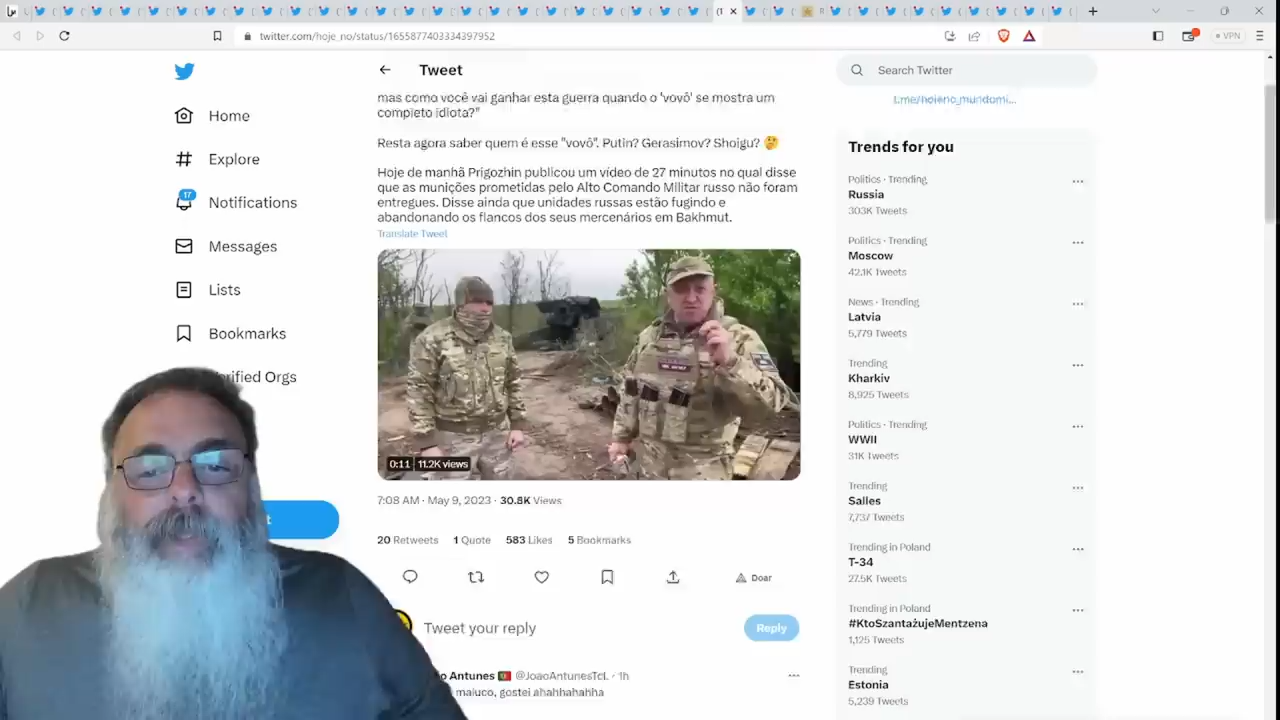 twitter.com/hoje_no/status/1655877403334397952
VPN
Tweet
Search Twitter
Home
Explore
17
Notifications
Messages
Lists
Bookmarks
erified Orgs
mas como você vai ganhar esta guerra quando o 'vovô' se mostra um
completo idiota?"
Resta agora saber quem é esse "vovô". Putin? Gerasimov? Shoigu? 🤔
Hoje de manhã Prigozhin publicou um vídeo de 27 minutos no qual disse
que as munições prometidas pelo Alto Comando Militar russo não foram
entregues. Disse ainda que unidades russas estão fugindo e
abandonando os flancos dos seus mercenários em Bakhmut.
Translate Tweet
0:11 11.2K views
7:08 AM · May 9, 2023 · 30.8K Views
20 Retweets 1 Quote 583 Likes 5 Bookmarks
Doar
Tweet your reply
Reply
o Antunes 🇵🇹 @JoaoAntunesTcl. · 1h
maluco, gostei ahahhahahha
Trends for you
Politics · Trending
Russia
303K Tweets
Politics · Trending
Moscow
42.1K Tweets
News · Trending
Latvia
5,779 Tweets
Trending
Kharkiv
8,925 Tweets
Politics · Trending
WWII
31K Tweets
Trending
Salles
7,737 Tweets
Trending in Poland
T-34
27.5K Tweets
Trending in Poland
#KtoSzantażujeMentzena
1,125 Tweets
Trending
Estonia
5,239 Tweets